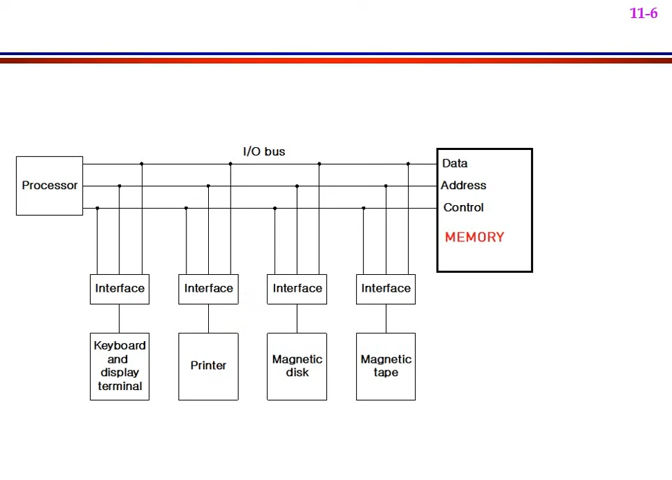 11-6
I/O bus
Processor
Data
Address
Control
MEMORY
Interface
Interface
Interface
Interface
Keyboard
and
display
terminal
Printer
Magnetic
disk
Magnetic
tape